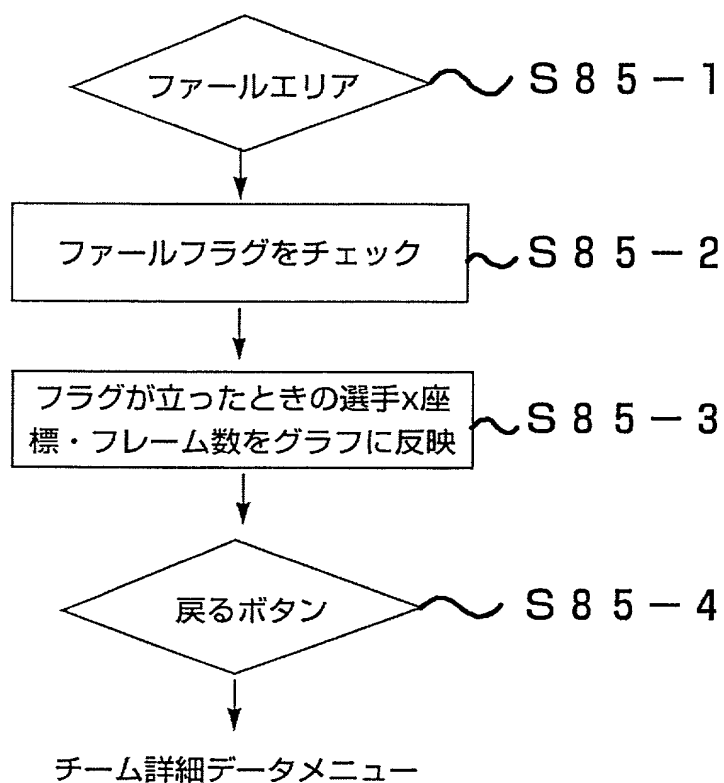 ファールエリア S85-1
ファールフラグをチェック S85-2
フラグが立ったときの選手x座
標・フレーム数をグラフに反映 S85-3
戻るボタン S85-4
チーム詳細データメニュー